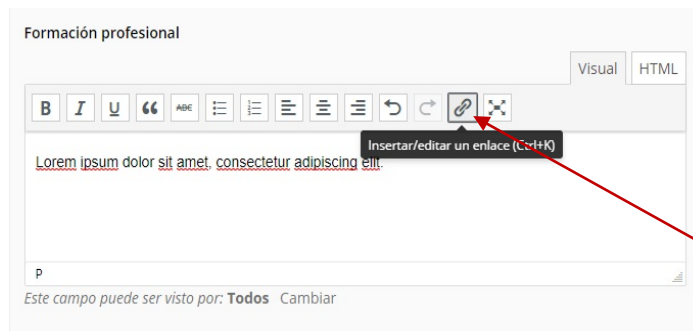 Formación profesional
Visual HTML
B I U “ ABC
Insertar/editar un enlace (Ctrl+K)
Lorem ipsum dolor sit amet, consectetur adipiscing elit.
P
Este campo puede ser visto por: Todos Cambiar